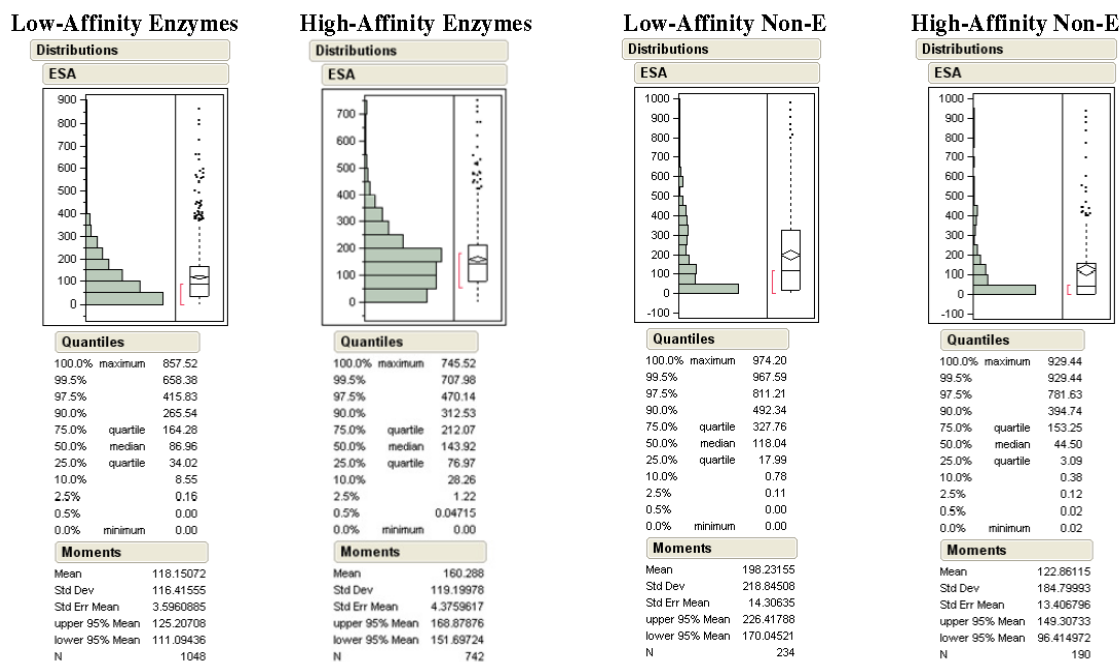 Low-Affinity Enzymes
Distributions
ESA
900
800
700
600
500
400
300
200
100
0
Quantiles
100.0% maximum 857.52
99.5% 658.38
97.5% 415.83
90.0% 265.54
75.0% quartile 164.28
50.0% median 86.96
25.0% quartile 34.02
10.0% 8.55
2.5% 0.16
0.5% 0.00
0.0% minimum 0.00
Moments
Mean 118.15072
Std Dev 116.41555
Std Err Mean 3.5960885
upper 95% Mean 125.20708
lower 95% Mean 111.09436
N 1048
High-Affinity Enzymes
Distributions
ESA
700
600
500
400
300
200
100
0
Quantiles
100.0% maximum 745.52
99.5% 707.98
97.5% 470.14
90.0% 312.53
75.0% quartile 212.07
50.0% median 143.92
25.0% quartile 76.97
10.0% 28.26
2.5% 1.22
0.5% 0.04715
0.0% minimum 0.00
Moments
Mean 160.288
Std Dev 119.19978
Std Err Mean 4.3759617
upper 95% Mean 168.87876
lower 95% Mean 151.69724
N 742
Low-Affinity Non-E
Distributions
ESA
1000
900
800
700
600
500
400
300
200
100
0
-100
Quantiles
100.0% maximum 974.20
99.5% 967.59
97.5% 811.21
90.0% 492.34
75.0% quartile 327.76
50.0% median 118.04
25.0% quartile 17.99
10.0% 0.78
2.5% 0.11
0.5% 0.00
0.0% minimum 0.00
Moments
Mean 198.23155
Std Dev 218.84508
Std Err Mean 14.30635
upper 95% Mean 226.41788
lower 95% Mean 170.04521
N 234
High-Affinity Non-E
Distributions
ESA
1000
900
800
700
600
500
400
300
200
100
0
-100
Quantiles
100.0% maximum 929.44
99.5% 929.44
97.5% 781.63
90.0% 394.74
75.0% quartile 153.25
50.0% median 44.50
25.0% quartile 3.09
10.0% 0.38
2.5% 0.12
0.5% 0.02
0.0% minimum 0.02
Moments
Mean 122.86115
Std Dev 184.79993
Std Err Mean 13.406796
upper 95% Mean 149.30733
lower 95% Mean 96.414972
N 190